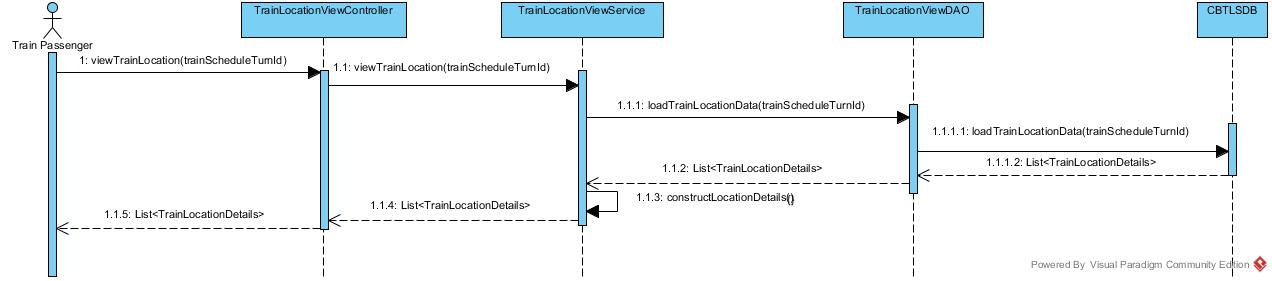 TrainLocationViewController
TrainLocationViewService
TrainLocationViewDAO
CBTLSDB
Train Passenger
1: viewTrainLocation(trainScheduleTurnId)
1.1: viewTrainLocation(trainScheduleTurnId)
1.1.1: loadTrainLocationData(trainScheduleTurnId)
1.1.1.1: loadTrainLocationData(trainScheduleTurnId)
1.1.1.2: List<TrainLocationDetails>
1.1.2: List<TrainLocationDetails>
1.1.3: constructLocationDetails()
1.1.4: List<TrainLocationDetails>
1.1.5: List<TrainLocationDetails>
Powered By Visual Paradigm Community Edition